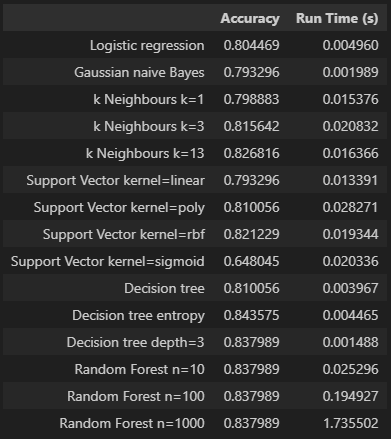 Accuracy Run Time (s)
Logistic regression 0.804469 0.004960
Gaussian naive Bayes 0.793296 0.001989
k Neighbours k=1 0.798883 0.015376
k Neighbours k=3 0.815642 0.020832
k Neighbours k=13 0.826816 0.016366
Support Vector kernel=linear 0.793296 0.013391
Support Vector kernel=poly 0.810056 0.028271
Support Vector kernel=rbf 0.821229 0.019344
Support Vector kernel=sigmoid 0.648045 0.020336
Decision tree 0.810056 0.003967
Decision tree entropy 0.843575 0.004465
Decision tree depth=3 0.837989 0.001488
Random Forest n=10 0.837989 0.025296
Random Forest n=100 0.837989 0.194927
Random Forest n=1000 0.837989 1.735502